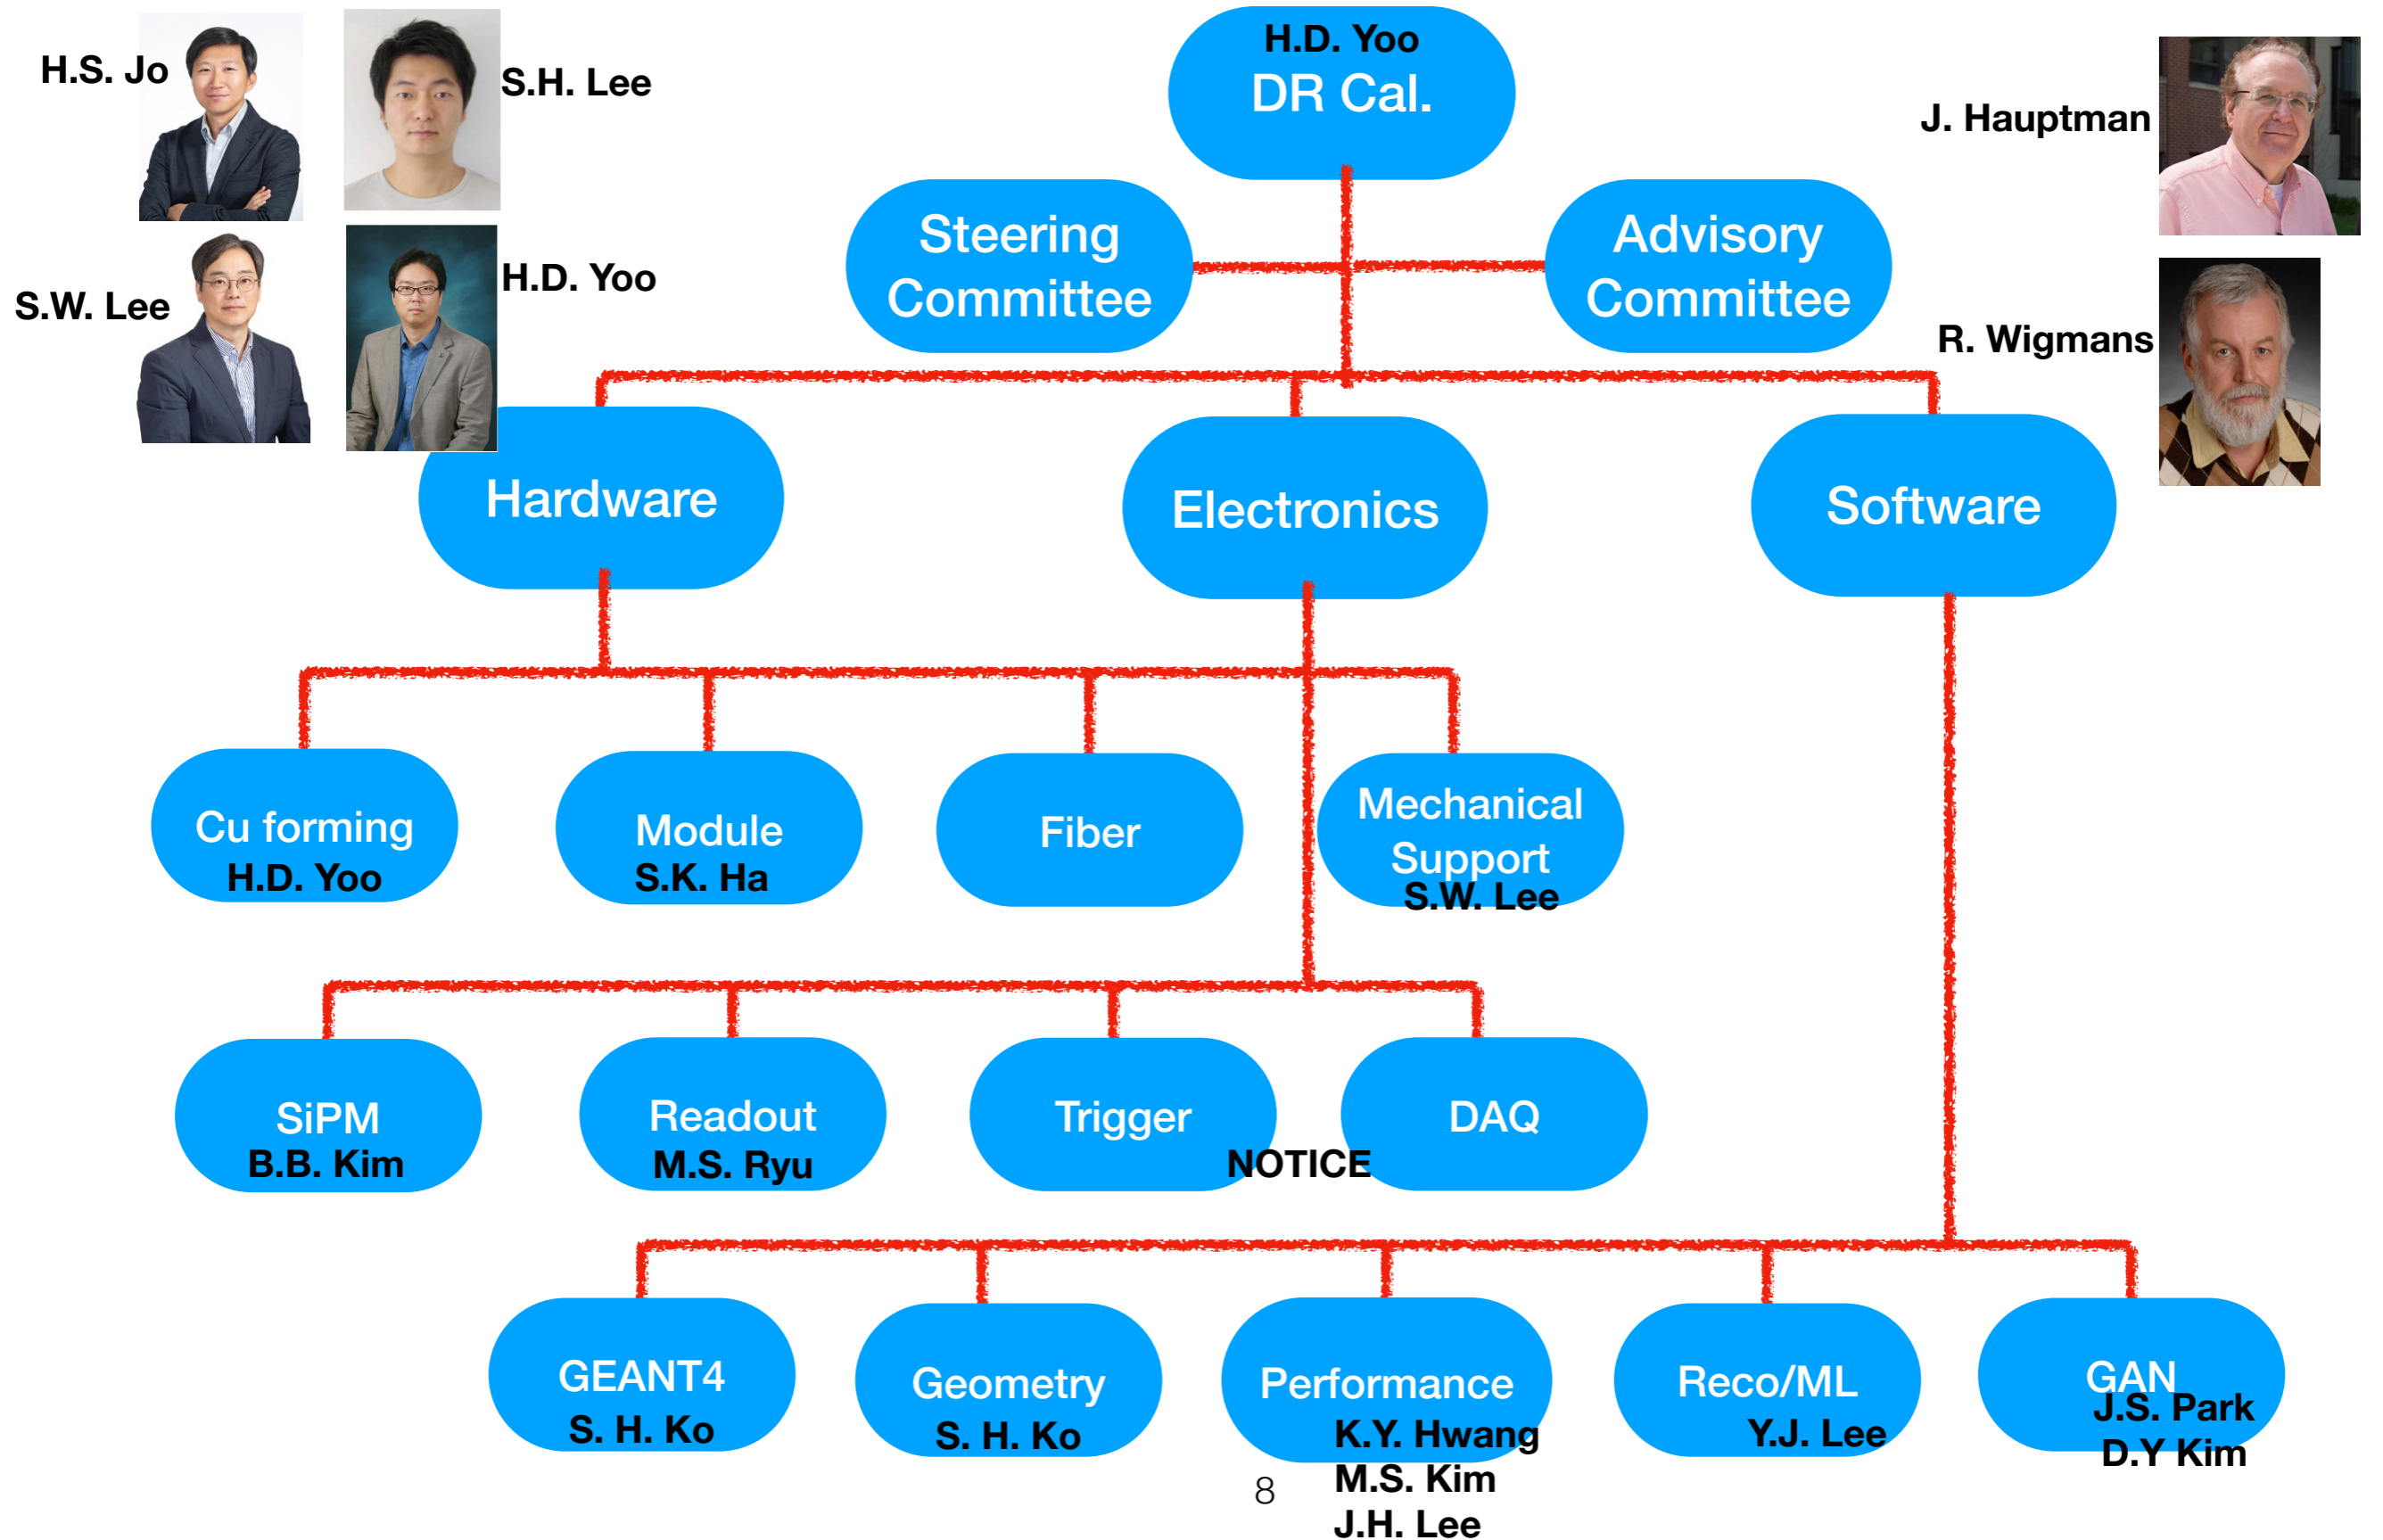 H.S. Jo
S.H. Lee
S.W. Lee
H.D. Yoo
H.D. Yoo
DR Cal.
J. Hauptman
R. Wigmans
Steering
Committee
Advisory
Committee
Hardware
Electronics
Software
Cu forming
H.D. Yoo
Module
S.K. Ha
Fiber
Mechanical
Support
S.W. Lee
SiPM
B.B. Kim
Readout
M.S. Ryu
Trigger
NOTICE
DAQ
GEANT4
S. H. Ko
Geometry
S. H. Ko
Performance
K.Y. Hwang
M.S. Kim
J.H. Lee
Reco/ML
Y.J. Lee
GAN
J.S. Park
D.Y Kim
8